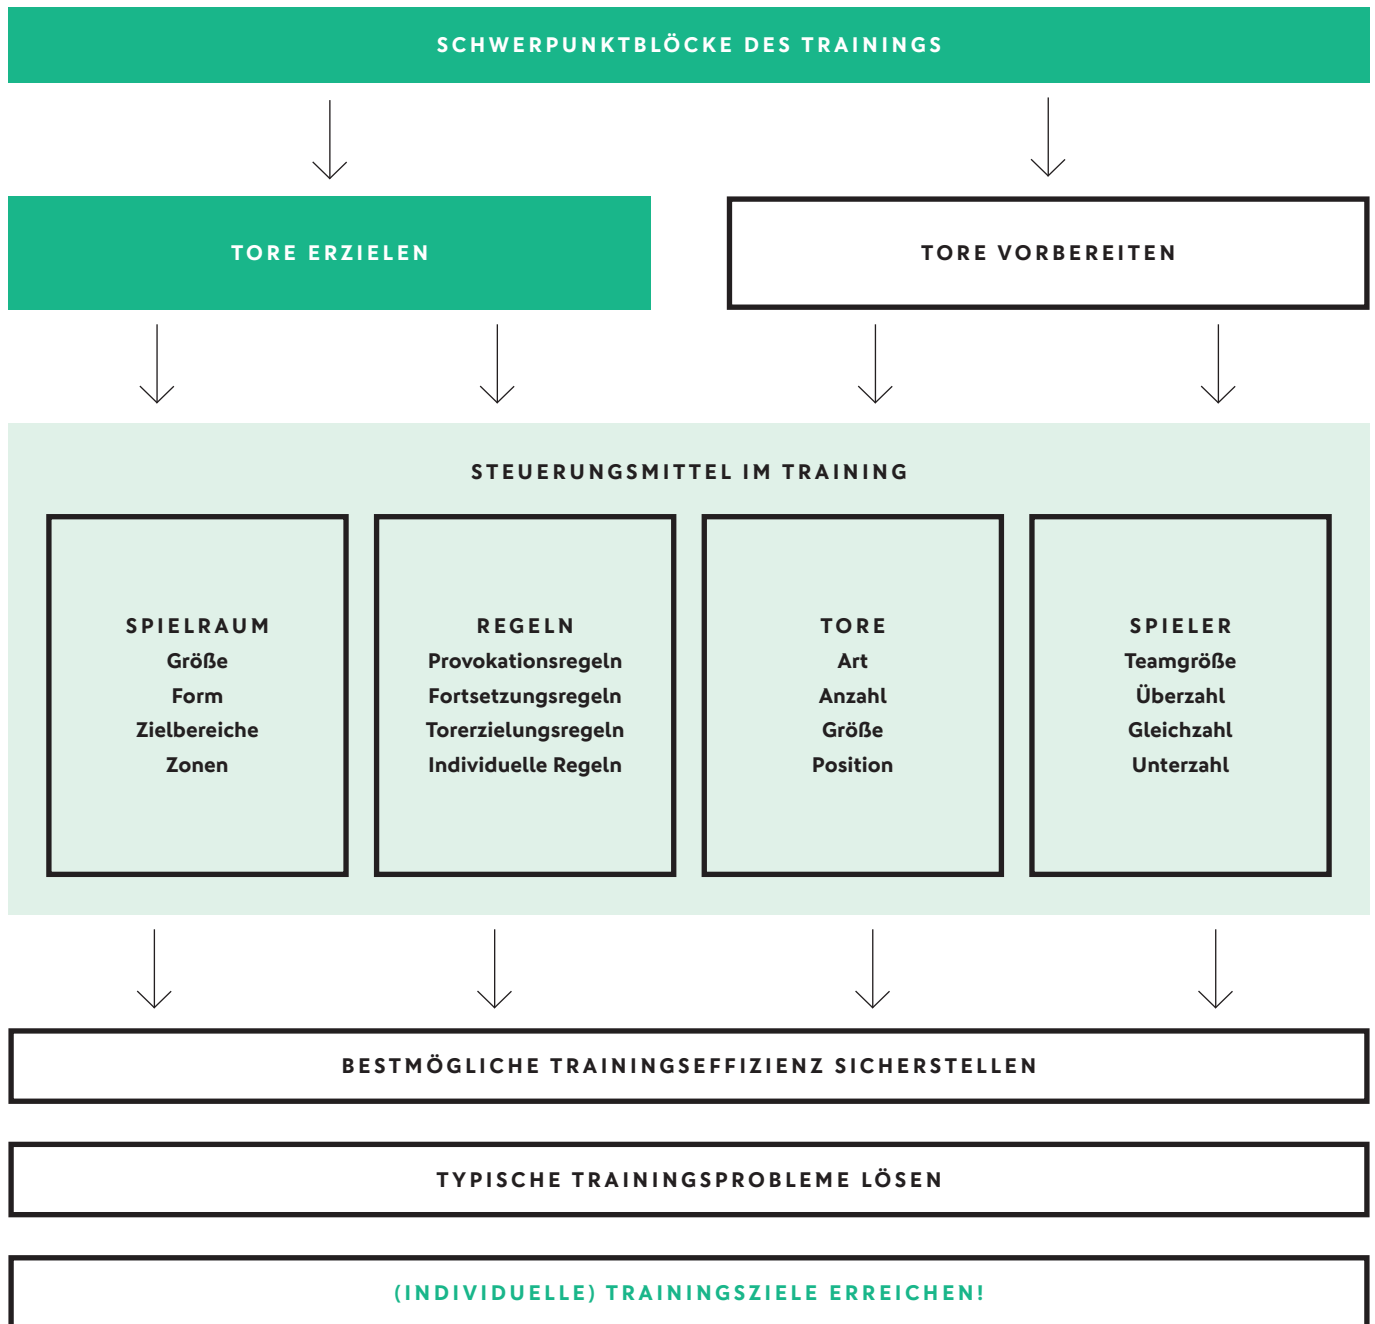 SCHWERPUNKTBLÖCKE DES TRAININGS
TORE ERZIELEN
TORE VORBEREITEN
STEUERUNGSMITTEL IM TRAINING
SPIELRAUM
Größe
Form
Zielbereiche
Zonen
REGELN
Provokationsregeln
Fortsetzungsregeln
Torerzielungsregeln
Individuelle Regeln
TORE
Art
Anzahl
Größe
Position
SPIELER
Teamgröße
Überzahl
Gleichzahl
Unterzahl
BESTMÖGLICHE TRAININGSEFFIZIENZ SICHERSTELLEN
TYPISCHE TRAININGSPROBLEME LÖSEN
(INDIVIDUELLE) TRAININGSZIELE ERREICHEN!